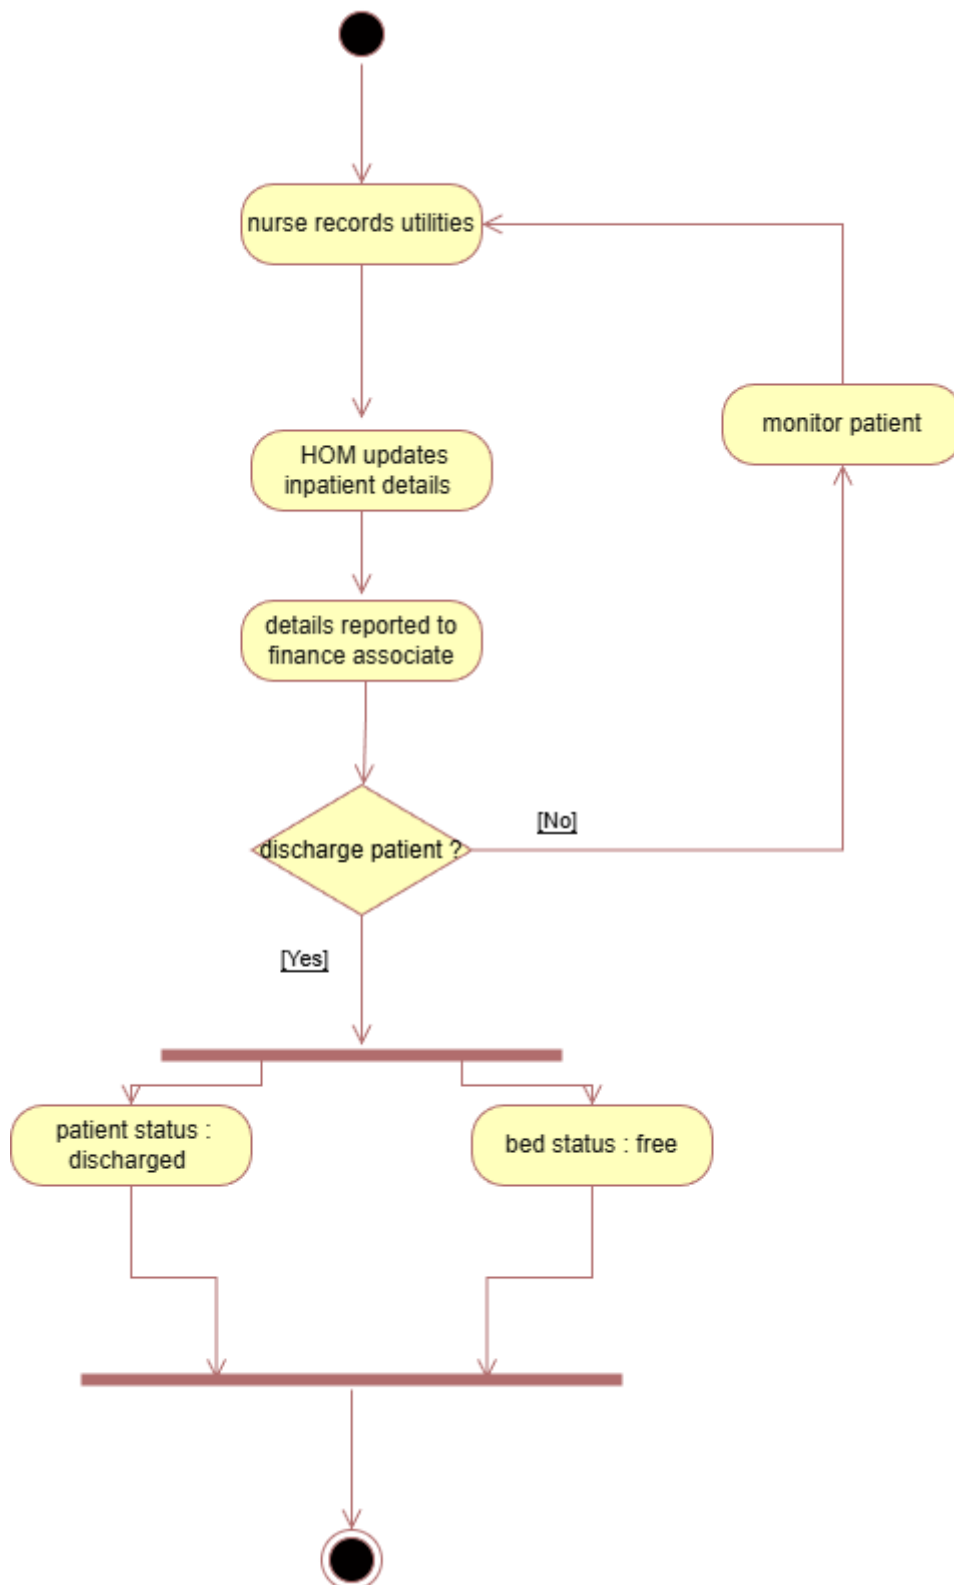 nurse records utilities
monitor patient
HOM updates
inpatient details
details reported to
finance associate
discharge patient ?
[No]
[Yes]
patient status :
discharged
bed status : free